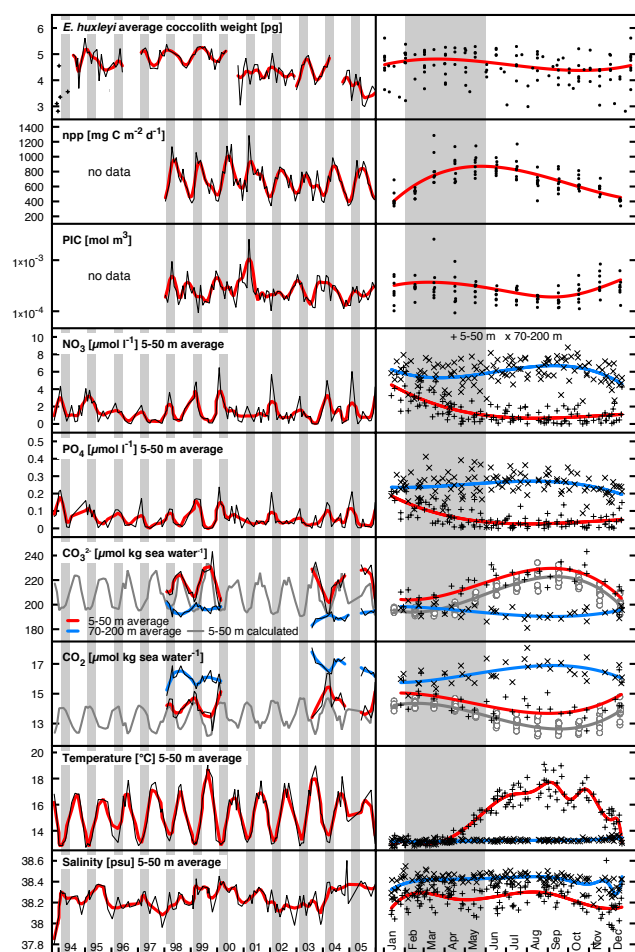 E. huxleyi average coccolith weight [pg]
6
5
4
3
npp [mg C m⁻² d⁻¹]
1400
1200
1000
800
600
400
200
no data
PIC [mol m³]
1×10⁻³
1×10⁻⁴
no data
NO₃ [µmol l⁻¹] 5-50 m average
+ 5-50 m x 70-200 m
10
8
6
4
2
0
PO₄ [µmol l⁻¹] 5-50 m average
0.5
0.4
0.3
0.2
0.1
0
CO₃²⁻ [µmol kg sea water⁻¹]
240
220
200
180
5-50 m average
70-200 m average
5-50 m calculated
CO₂ [µmol kg sea water⁻¹]
17
15
13
Temperature [°C] 5-50 m average
20
18
16
14
Salinity [psu] 5-50 m average
38.6
38.4
38.2
38
37.8
94 95 96 97 98 99 00 01 02 03 04 05
Jan Feb Mar Apr May Jun Jul Aug Sep Oct Nov Dec